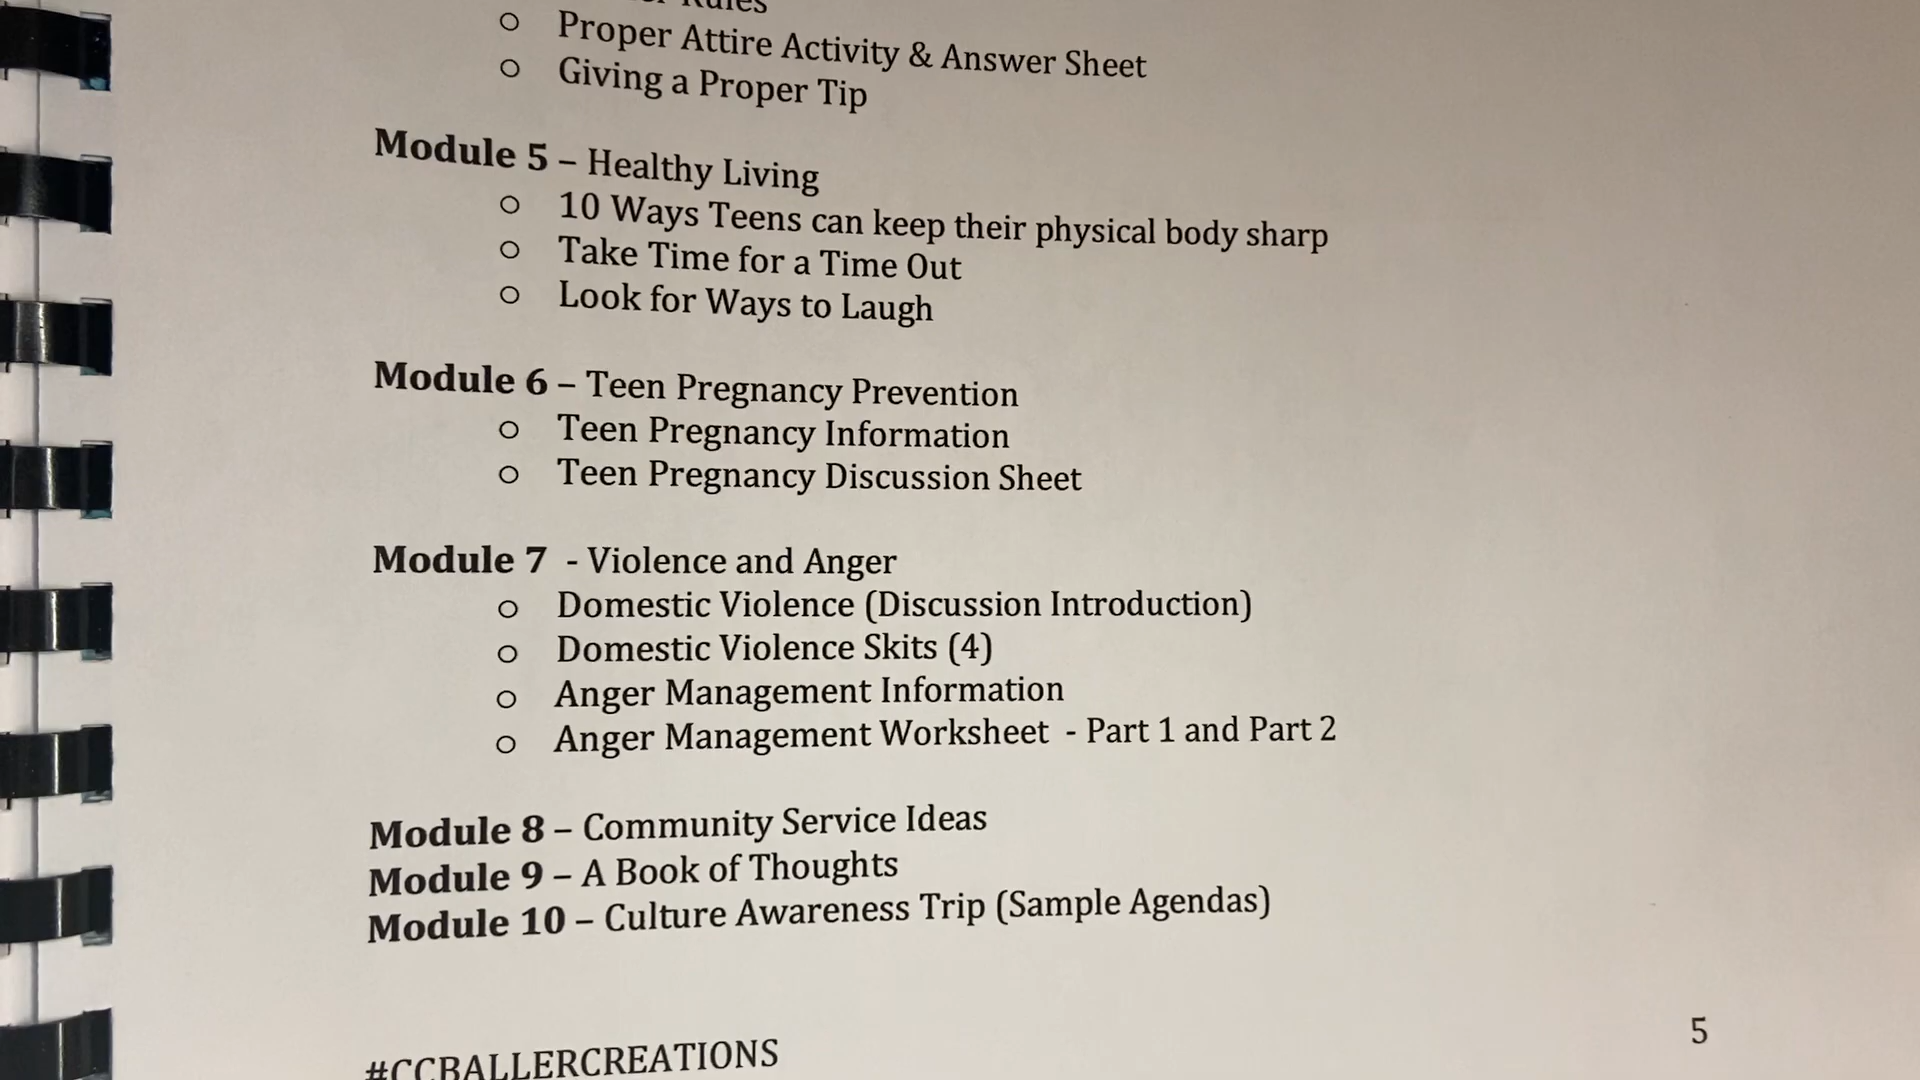 Rules
○ Proper Attire Activity & Answer Sheet
○ Giving a Proper Tip
Module 5 – Healthy Living
○ 10 Ways Teens can keep their physical body sharp
○ Take Time for a Time Out
○ Look for Ways to Laugh
Module 6 – Teen Pregnancy Prevention
○ Teen Pregnancy Information
○ Teen Pregnancy Discussion Sheet
Module 7 - Violence and Anger
○ Domestic Violence (Discussion Introduction)
○ Domestic Violence Skits (4)
○ Anger Management Information
○ Anger Management Worksheet - Part 1 and Part 2
Module 8 – Community Service Ideas
Module 9 – A Book of Thoughts
Module 10 – Culture Awareness Trip (Sample Agendas)
5
#CCBALLERCREATIONS